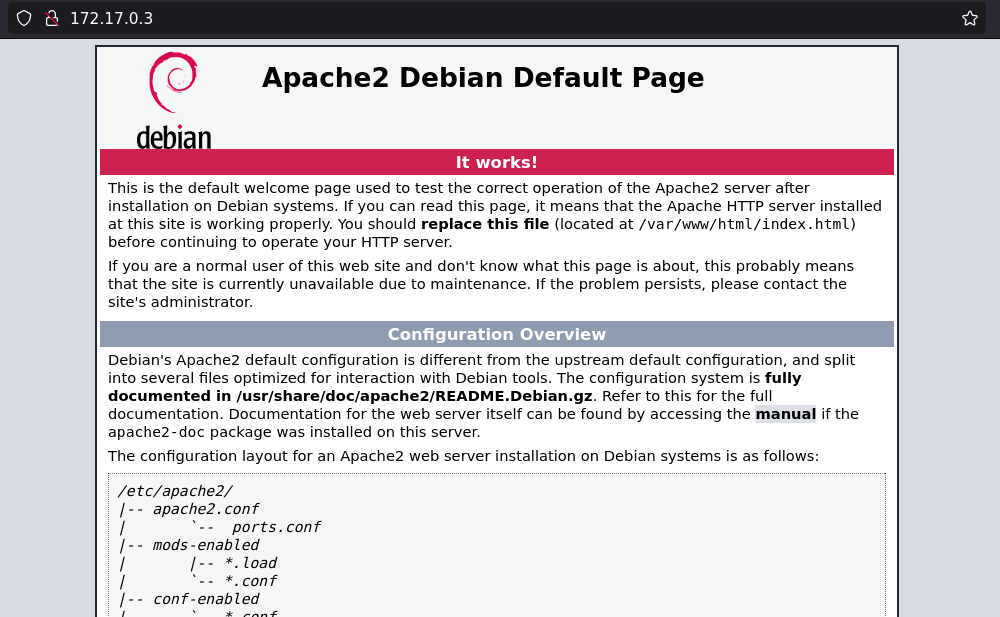 172.17.0.3
debian
Apache2 Debian Default Page
It works!
This is the default welcome page used to test the correct operation of the Apache2 server after
installation on Debian systems. If you can read this page, it means that the Apache HTTP server installed
at this site is working properly. You should replace this file (located at /var/www/html/index.html)
before continuing to operate your HTTP server.
If you are a normal user of this web site and don't know what this page is about, this probably means
that the site is currently unavailable due to maintenance. If the problem persists, please contact the
site's administrator.
Configuration Overview
Debian's Apache2 default configuration is different from the upstream default configuration, and split
into several files optimized for interaction with Debian tools. The configuration system is fully
documented in /usr/share/doc/apache2/README.Debian.gz. Refer to this for the full
documentation. Documentation for the web server itself can be found by accessing the manual if the
apache2-doc package was installed on this server.
The configuration layout for an Apache2 web server installation on Debian systems is as follows:
/etc/apache2/
|-- apache2.conf
|       `--  ports.conf
|-- mods-enabled
|       |-- *.load
|       `-- *.conf
|-- conf-enabled
|       `-- *.conf